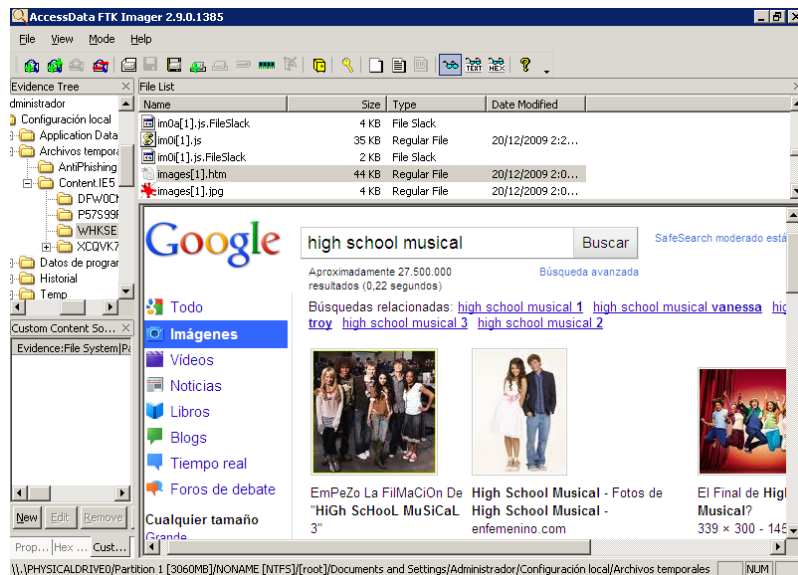 AccessData FTK Imager 2.9.0.1385
File View Mode Help
Evidence Tree
dministrador
Configuración local
Application Data
Archivos tempora
AntiPhishing
Content.IE5
DFW0CN
P57S99F
WHKSE
XCQVK7
Datos de prograr
Historial
Temp
Custom Content So...
Evidence:File System|Pa
New Edit Remove
Prop... Hex ... Cust...
File List
Name Size Type Date Modified
im0a[1].js.FileSlack 4 KB File Slack
im0i[1].js 35 KB Regular File 20/12/2009 2:2...
im0i[1].js.FileSlack 2 KB File Slack
images[1].htm 44 KB Regular File 20/12/2009 2:0...
images[1].jpg 4 KB Regular File 20/12/2009 2:0...
Google
high school musical Buscar SafeSearch moderado está
Aproximadamente 27.500.000
resultados (0,22 segundos)
Búsqueda avanzada
Todo
Imágenes
Vídeos
Noticias
Libros
Blogs
Tiempo real
Foros de debate
Cualquier tamaño
Grande
Búsquedas relacionadas: high school musical 1 high school musical vanessa hig
troy high school musical 3 high school musical 2
EmPeZo La FilMaCiOn De
"HiGh ScHooL MuSiCaL
3"
High School Musical - Fotos de
High School Musical -
enfemenino.com
El Final de High
Musical?
339 × 300 - 145
\\.\PHYSICALDRIVE0/Partition 1 [3060MB]/NONAME [NTFS]/[root]/Documents and Settings/Administrador/Configuración local/Archivos temporales NUM